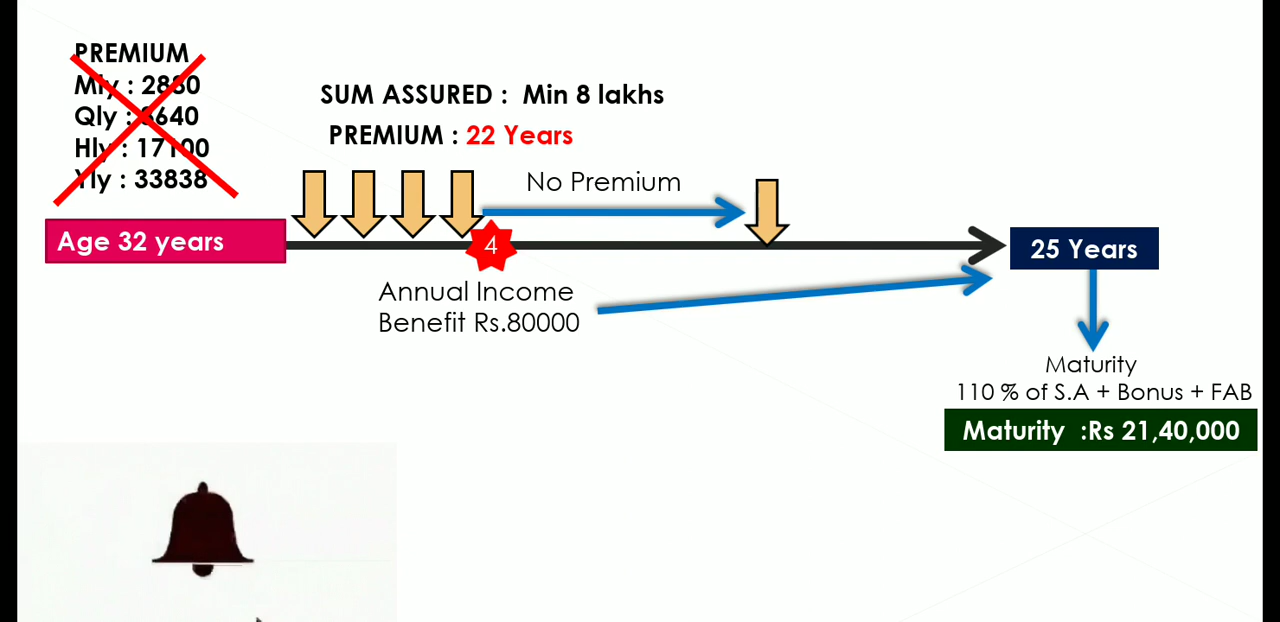 PREMIUM
Mly : 2880
Qly : 8640
Hly : 17100
Yly : 33838
SUM ASSURED : Min 8 lakhs
PREMIUM : 22 Years
No Premium
Age 32 years
4
25 Years
Annual Income
Benefit Rs.80000
Maturity
110 % of S.A + Bonus + FAB
Maturity :Rs 21,40,000